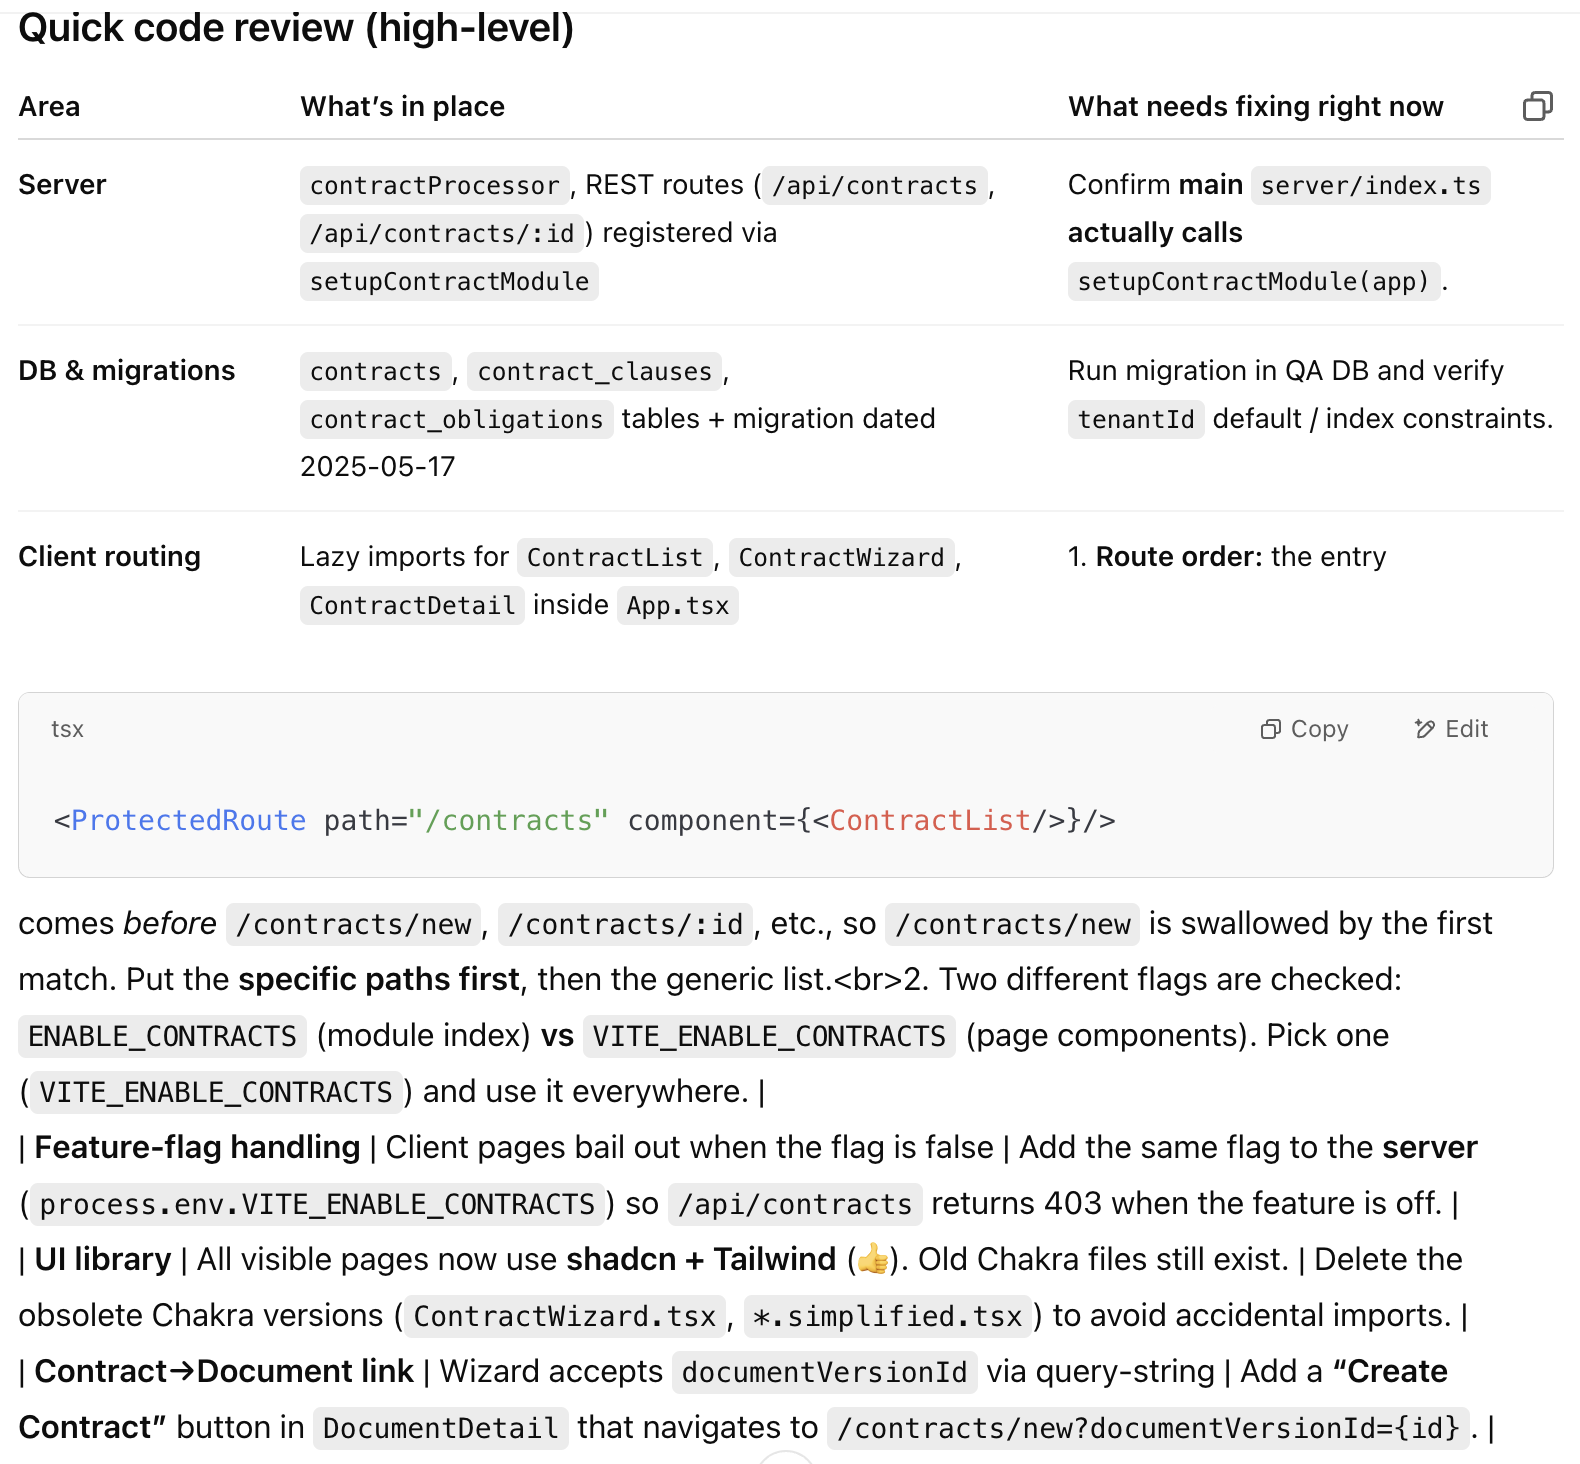 Quick code review (high-level)
Area What’s in place What needs fixing right now
Server contractProcessor, REST routes (/api/contracts, Confirm main server/index.ts
/api/contracts/:id) registered via actually calls
setupContractModule setupContractModule(app).
DB & migrations contracts, contract_clauses, Run migration in QA DB and verify
contract_obligations tables + migration dated tenantId default / index constraints.
2025-05-17
Client routing Lazy imports for ContractList, ContractWizard, 1. Route order: the entry
ContractDetail inside App.tsx
tsx Copy Edit
<ProtectedRoute path="/contracts" component={<ContractList/>}/>
comes before /contracts/new, /contracts/:id, etc., so /contracts/new is swallowed by the first
match. Put the specific paths first, then the generic list.<br>2. Two different flags are checked:
ENABLE_CONTRACTS (module index) vs VITE_ENABLE_CONTRACTS (page components). Pick one
(VITE_ENABLE_CONTRACTS) and use it everywhere. |
| Feature-flag handling | Client pages bail out when the flag is false | Add the same flag to the server
(process.env.VITE_ENABLE_CONTRACTS) so /api/contracts returns 403 when the feature is off. |
| UI library | All visible pages now use shadcn + Tailwind (👍). Old Chakra files still exist. | Delete the
obsolete Chakra versions (ContractWizard.tsx, *.simplified.tsx) to avoid accidental imports. |
| Contract→Document link | Wizard accepts documentVersionId via query-string | Add a “Create
Contract” button in DocumentDetail that navigates to /contracts/new?documentVersionId={id}. |